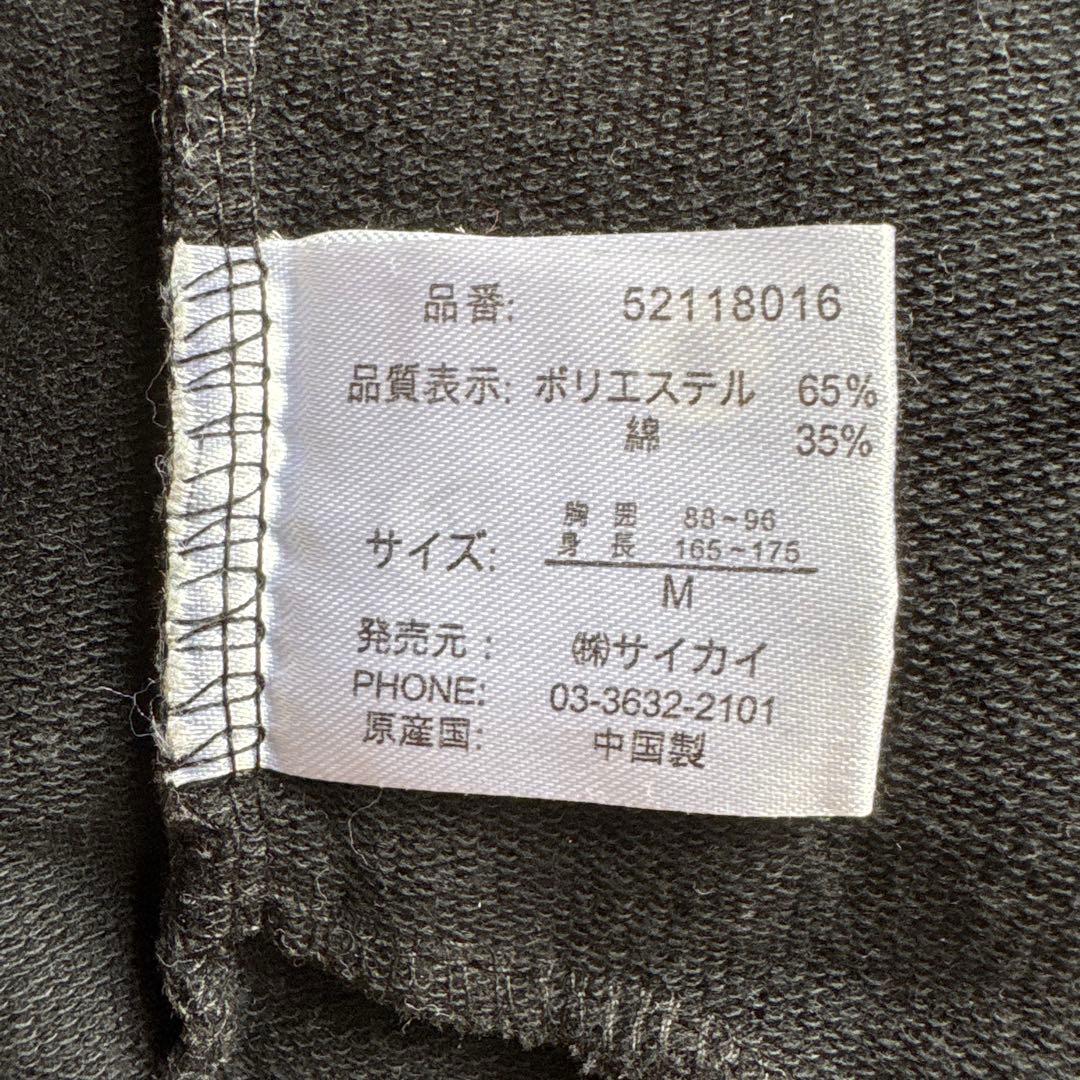 品番: 52118016
品質表示: ポリエステル 65%
綿 35%
胸囲 88~96
サイズ: 身長 165~175
M
発売元: ㈱サイカイ
PHONE: 03-3632-2101
原産国: 中国製